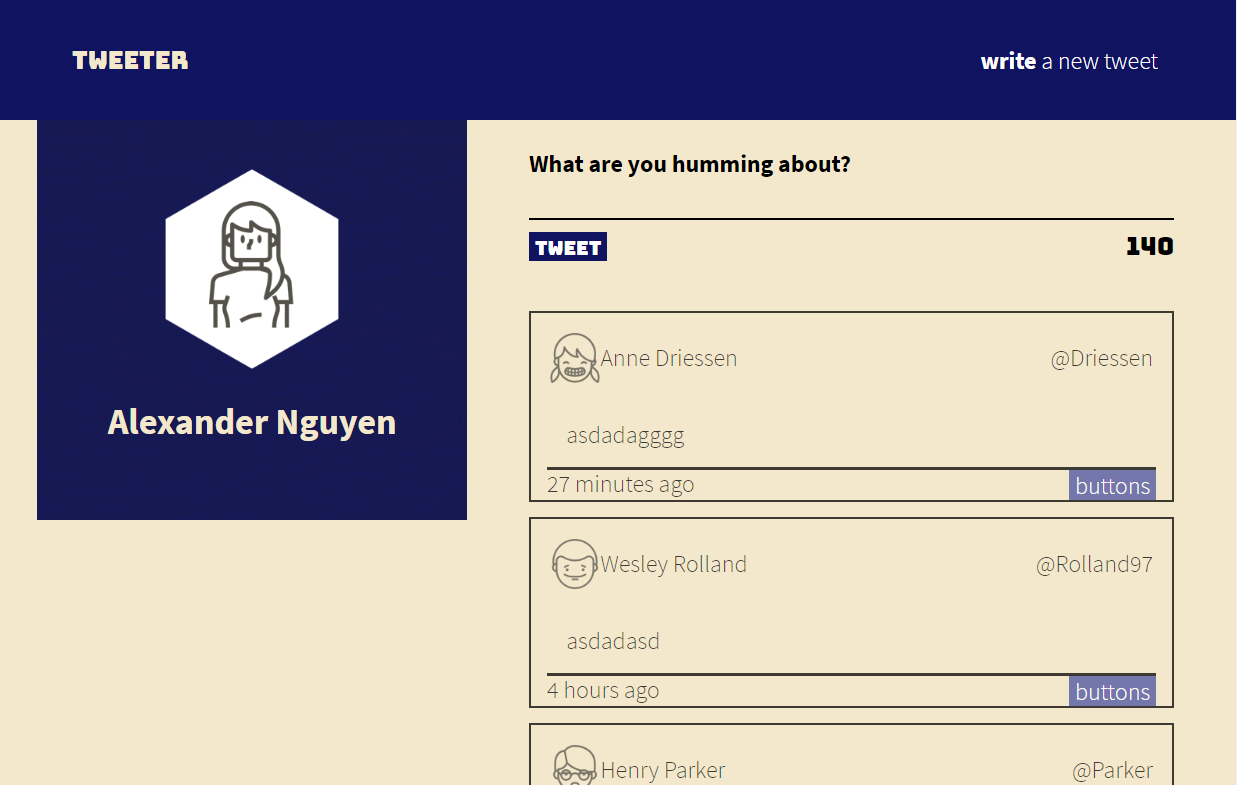 TWEETER
write a new tweet
Alexander Nguyen
What are you humming about?
TWEET
140
Anne Driessen
@Driessen
asdadagggg
27 minutes ago
buttons
Wesley Rolland
@Rolland97
asdadasd
4 hours ago
buttons
Henry Parker
@Parker